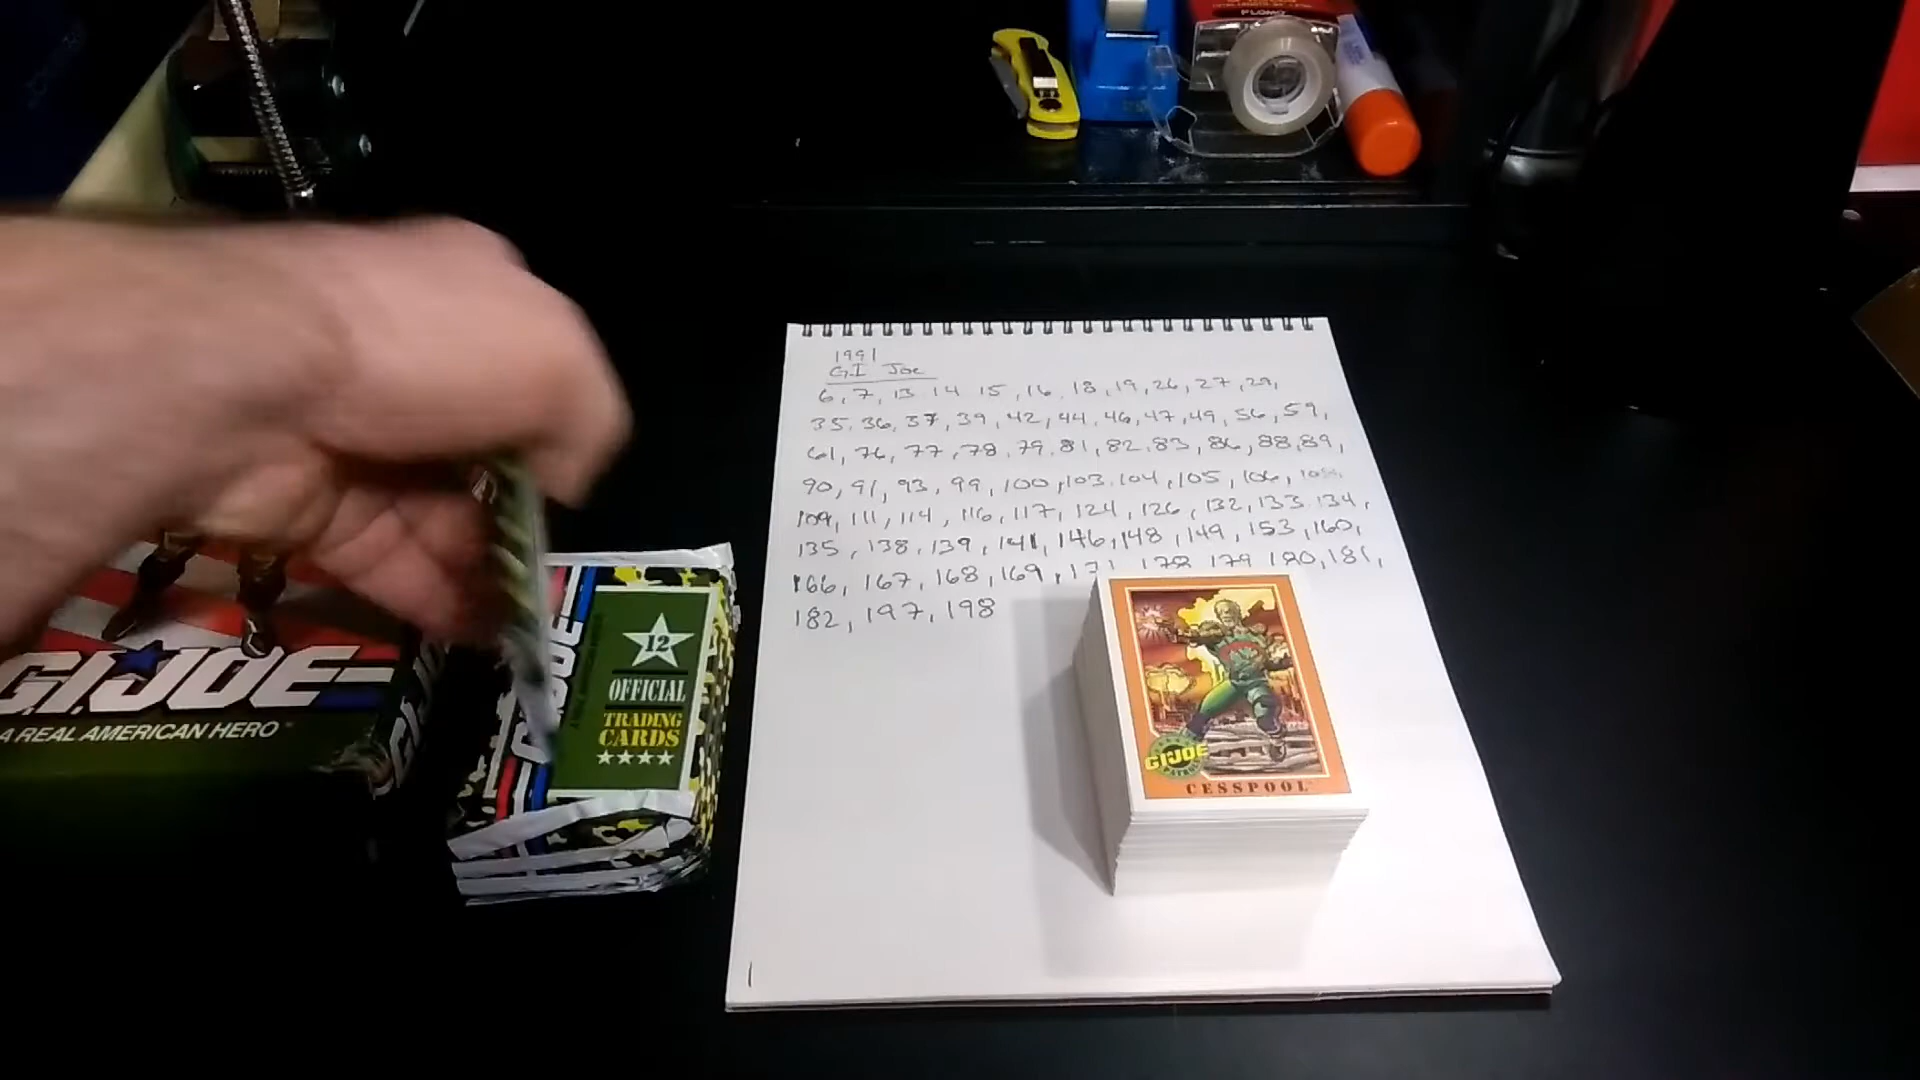 PLOMO
1991
G.I Joe
6, 7, 13 14 15, 16, 18, 19, 26, 27, 29,
35, 36, 37, 39, 42, 44, 46, 47, 49, 56, 59,
61, 76, 77, 78, 79, 81, 82, 83, 86, 88, 89,
90, 91, 93, 99, 100, 103, 104, 105, 106,
109, 111, 114, 116, 117, 124, 126, 132, 133 134,
135, 138, 139, 141, 146, 148, 149, 153, 160,
166, 167, 168, 169, 179 180, 181,
182, 197, 198
G.I.JOE
A REAL AMERICAN HERO
12
OFFICIAL
TRADING
CARDS
G.I.JOE
CESSPOOL